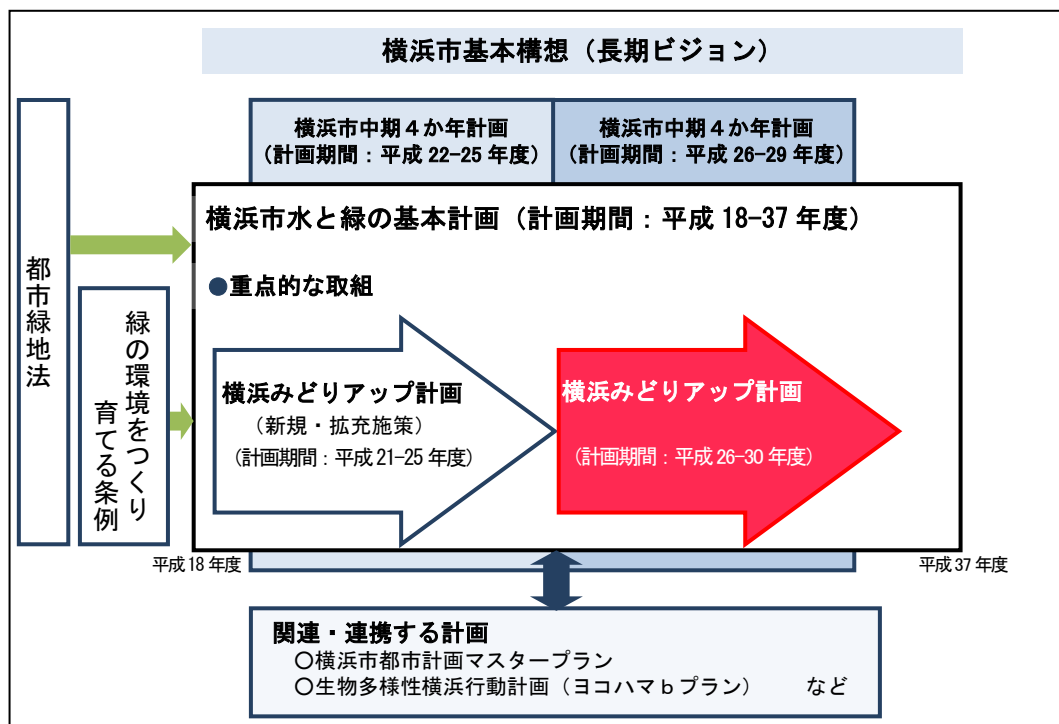 横浜市基本構想（長期ビジョン）
横浜市中期４か年計画
（計画期間：平成 22-25 年度）
横浜市中期４か年計画
（計画期間：平成 26-29 年度）
都市緑地法
緑の環境をつくり
育てる条例
横浜市水と緑の基本計画（計画期間：平成 18-37 年度）
●重点的な取組
横浜みどりアップ計画
（新規・拡充施策）
（計画期間：平成 21-25 年度）
横浜みどりアップ計画
（計画期間：平成 26-30 年度）
平成 18 年度
平成 37 年度
関連・連携する計画
○横浜市都市計画マスタープラン
○生物多様性横浜行動計画（ヨコハマｂプラン）　　など